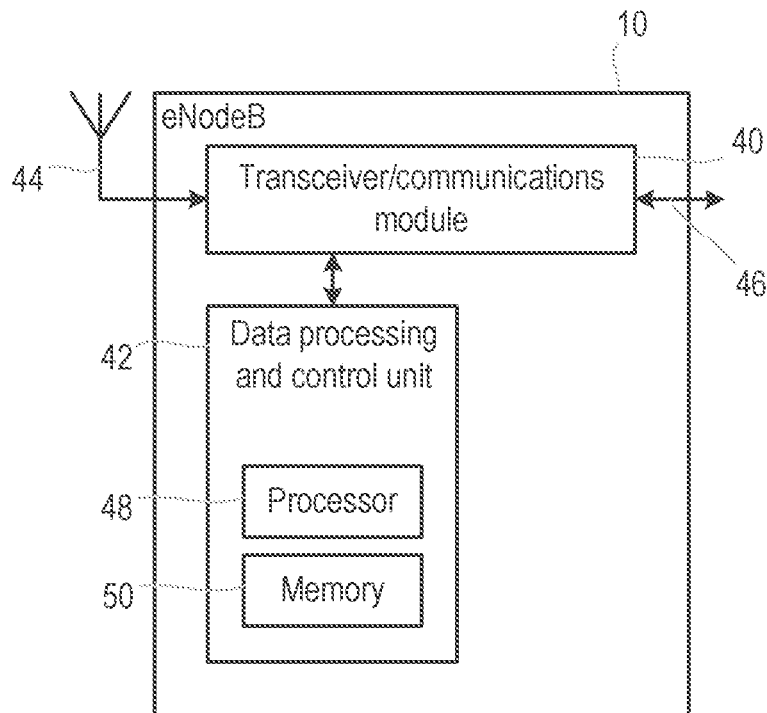 10
eNodeB
40
Transceiver/communications
module
44
46
42
Data processing
and control unit
48
Processor
50
Memory